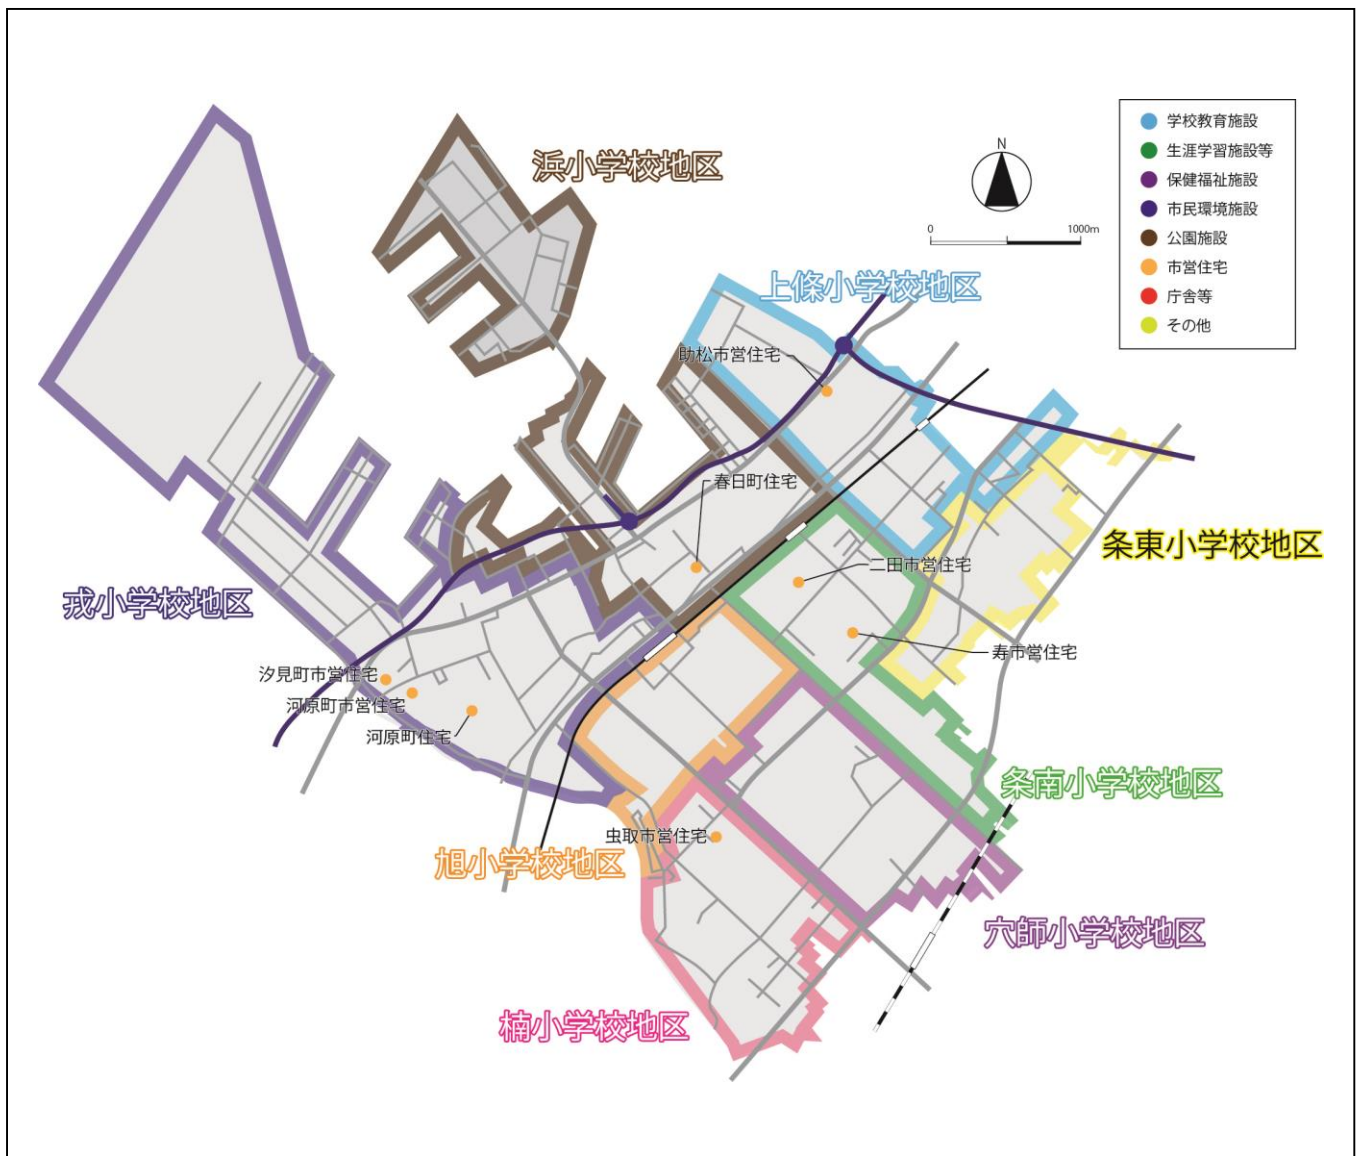 浜小学校地区
学校教育施設
生涯学習施設等
保健福祉施設
市民環境施設
公園施設
市営住宅
庁舎等
その他
N
0 1000m
上條小学校地区
助松市営住宅
春日町住宅
条東小学校地区
二田市営住宅
戎小学校地区
寿市営住宅
汐見町市営住宅
河原町市営住宅
河原町住宅
条南小学校地区
虫取市営住宅
旭小学校地区
穴師小学校地区
楠小学校地区